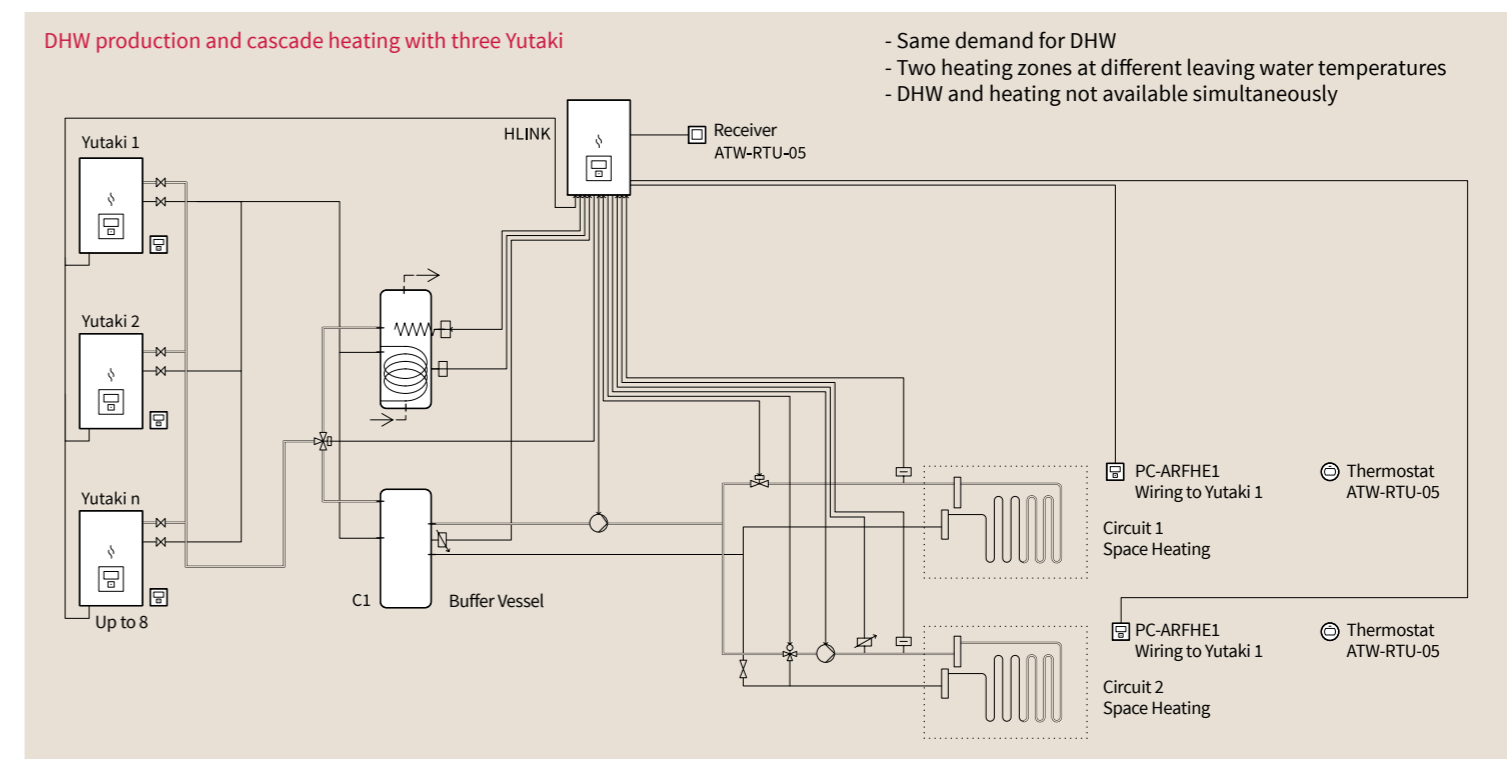 DHW production and cascade heating with three Yutaki
- Same demand for DHW
- Two heating zones at different leaving water temperatures
- DHW and heating not available simultaneously
HLINK
Receiver
ATW-RTU-05
Yutaki 1
Yutaki 2
Yutaki n
Up to 8
C1
Buffer Vessel
PC-ARFHE1
Wiring to Yutaki 1
Thermostat
ATW-RTU-05
Circuit 1
Space Heating
PC-ARFHE1
Wiring to Yutaki 1
Thermostat
ATW-RTU-05
Circuit 2
Space Heating